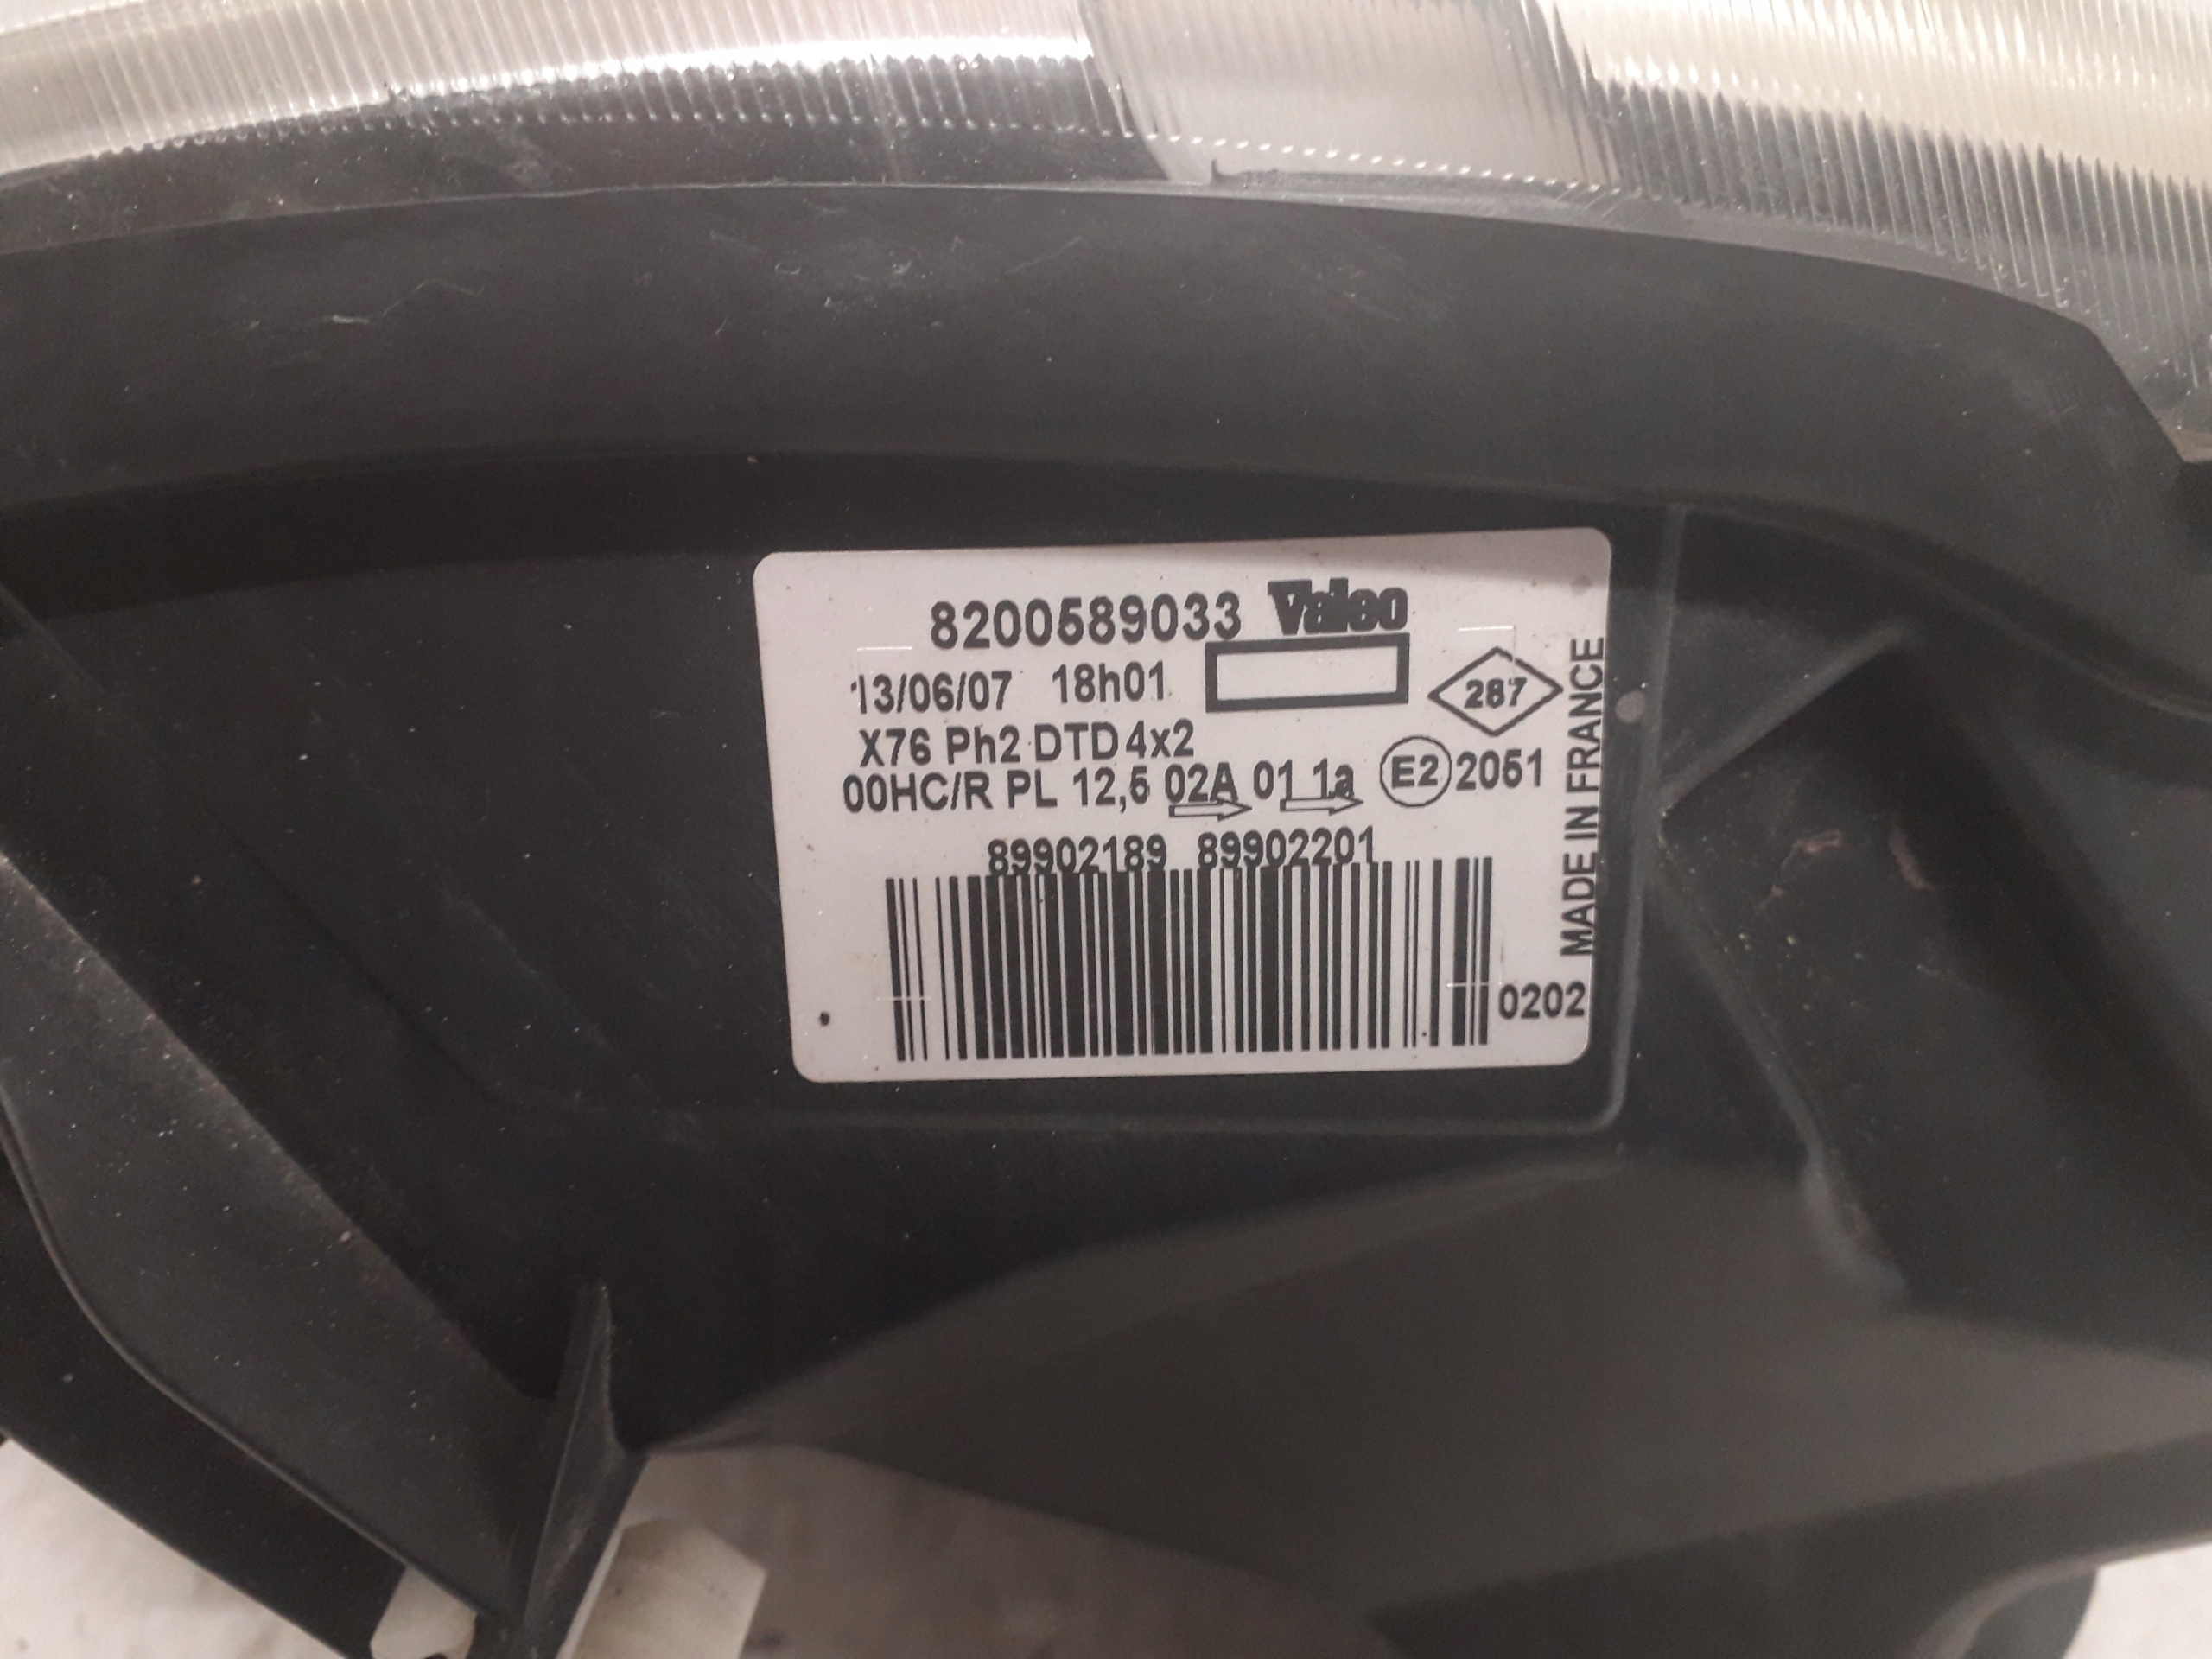 8200589033 Valeo
13/06/07 18h01
287
X76 Ph2 DTD 4x2
00HC/R PL 12,5 02A 01 1a E2 2051
89902189 89902201
0202
MADE IN FRANCE